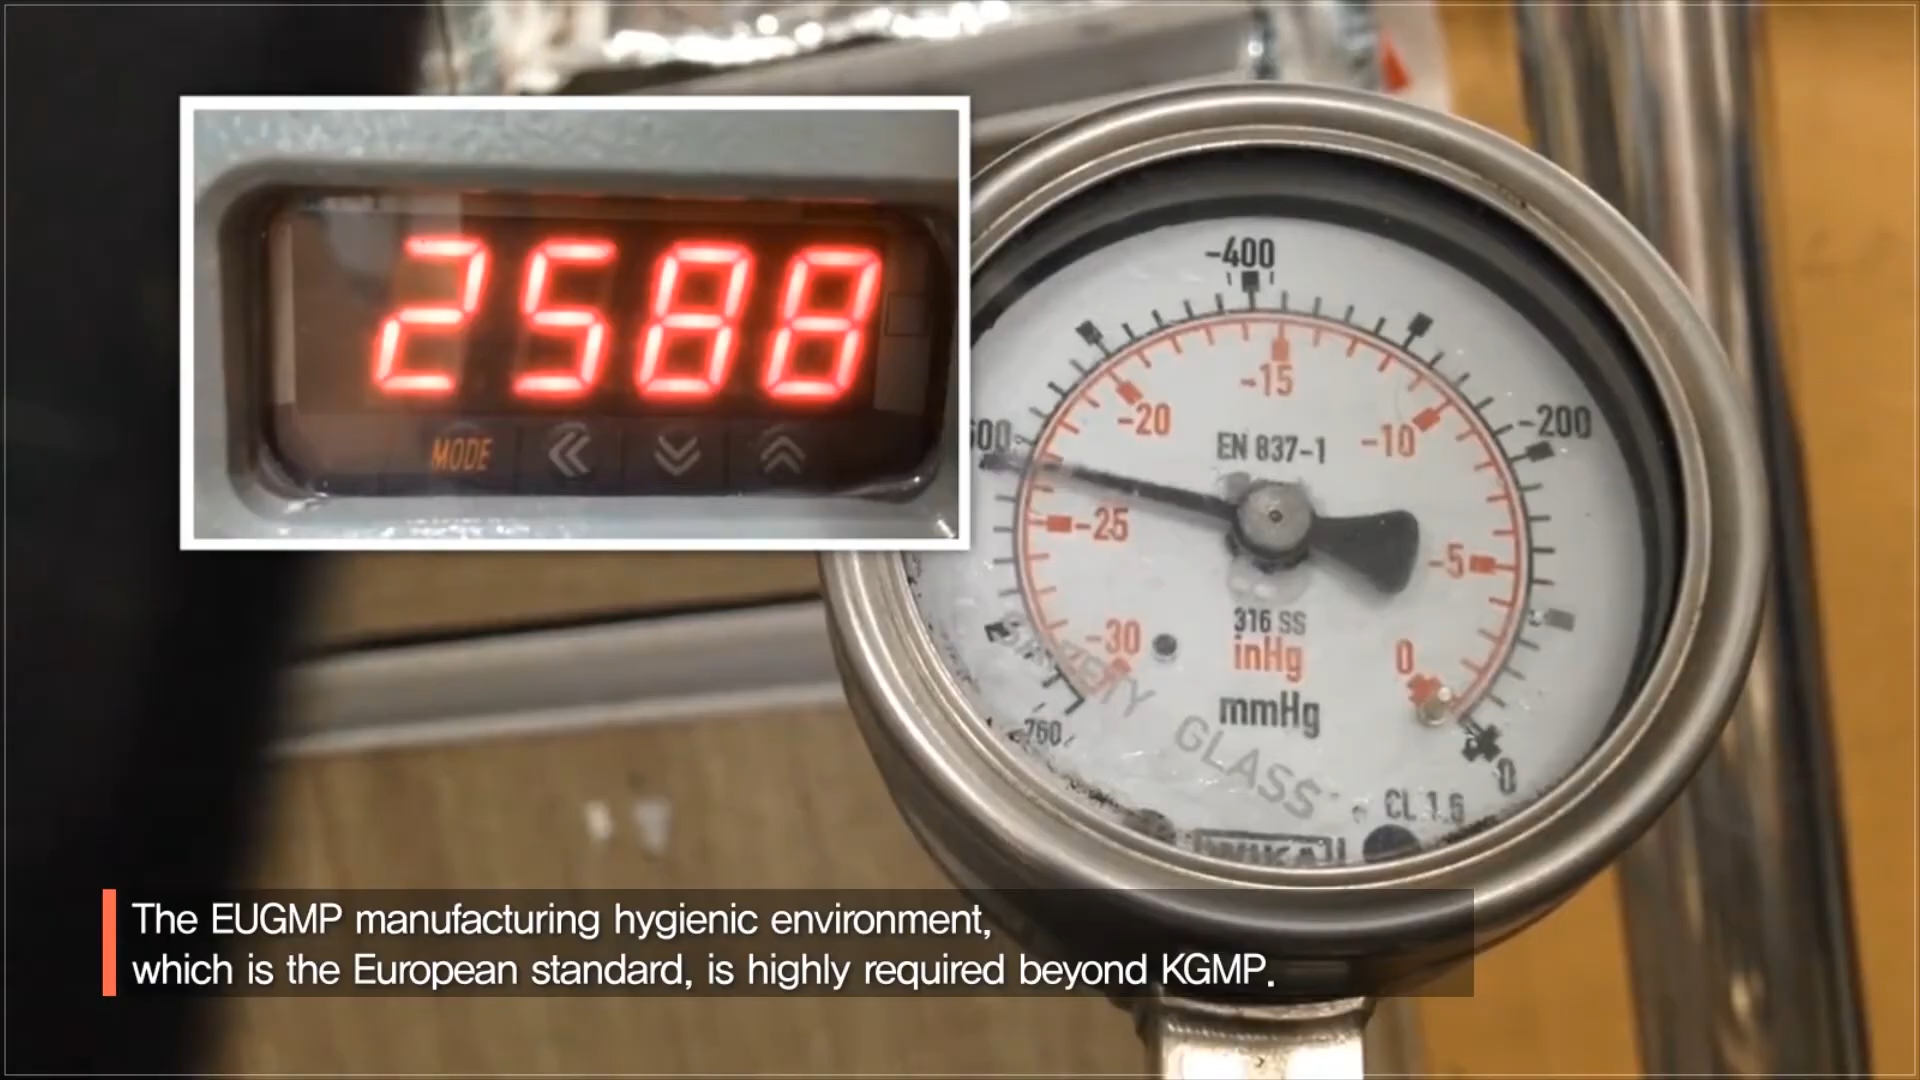 2588
MODE
-400
-15
-20
-10
-200
EN 837-1
-25
-5
-30
316 SS
inHg
mmHg
0
760
SAFETY GLASS
0
CL 1.6
WIKA
The EUGMP manufacturing hygienic environment,
which is the European standard, is highly required beyond KGMP.